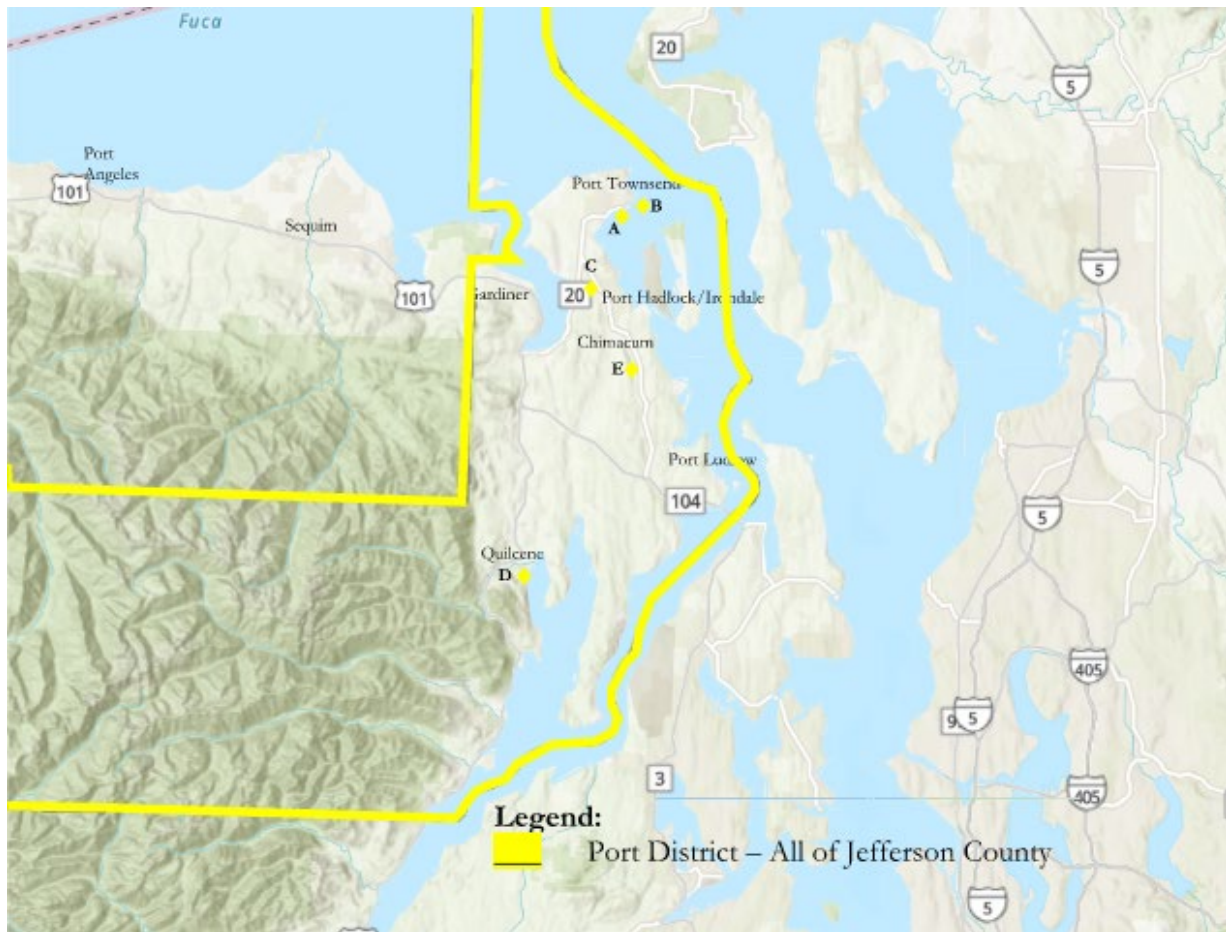 Fuca
20
5
Port
Angeles
101
Port Townsend
B
A
Sequim
5
C
101
Gardiner
20
Port Hadlock/Irondale
Chimacum
E
Port Ludlow
104
5
Quilcene
D
405
5
3
405
Legend:
Port District – All of Jefferson County
5